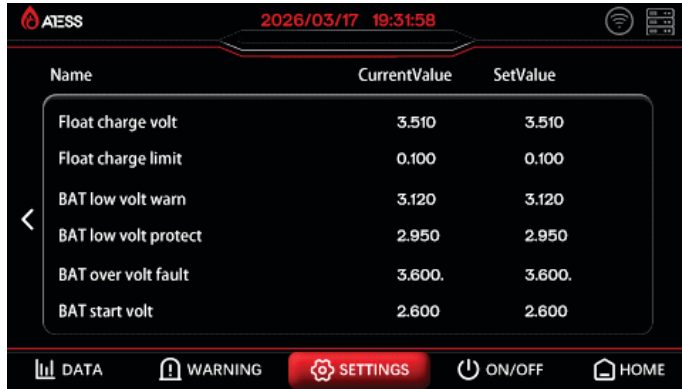 ATESS 2026/03/17 19:31:58
Name CurrentValue SetValue
Float charge volt 3.510 3.510
Float charge limit 0.100 0.100
BAT low volt warn 3.120 3.120
BAT low volt protect 2.950 2.950
BAT over volt fault 3.600. 3.600.
BAT start volt 2.600 2.600
DATA WARNING SETTINGS ON/OFF HOME